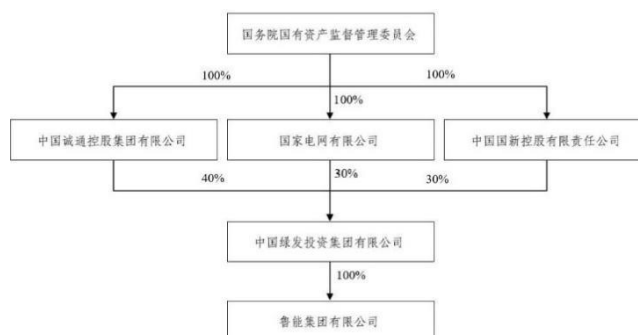 国务院国有资产监督管理委员会
100%
100%
100%
中国诚通控股集团有限公司
国家电网有限公司
中国国新控股有限责任公司
40%
30%
30%
中国绿发投资集团有限公司
100%
鲁能集团有限公司